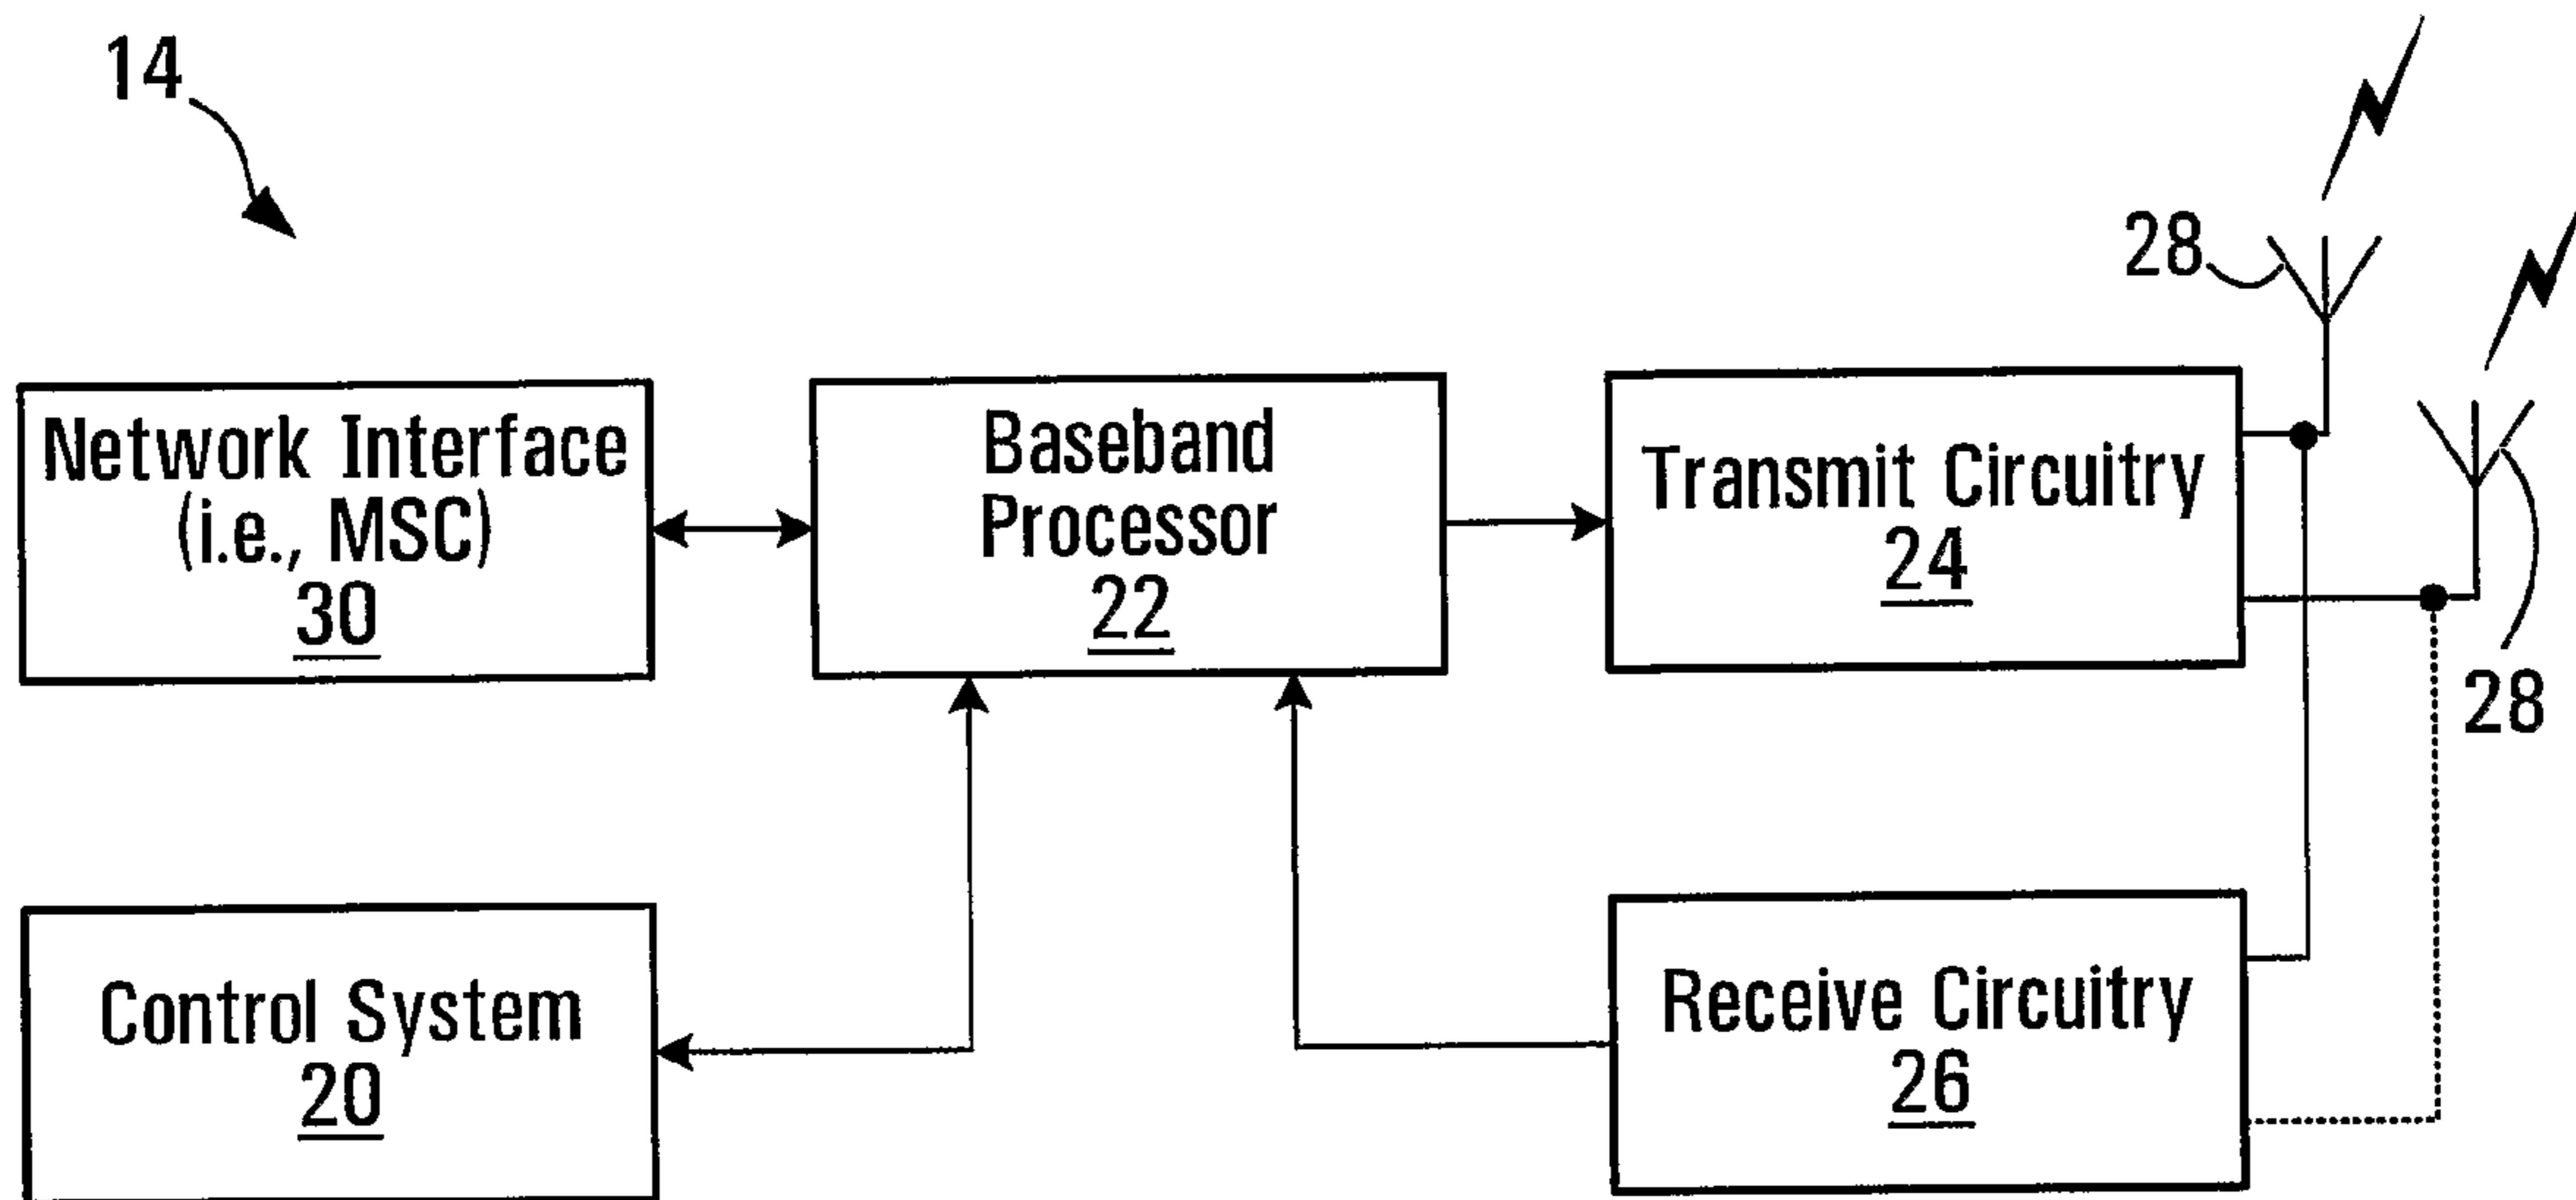 14
28
28
Network Interface
(i.e., MSC)
30
Baseband
Processor
22
Transmit Circuitry
24
Control System
20
Receive Circuitry
26